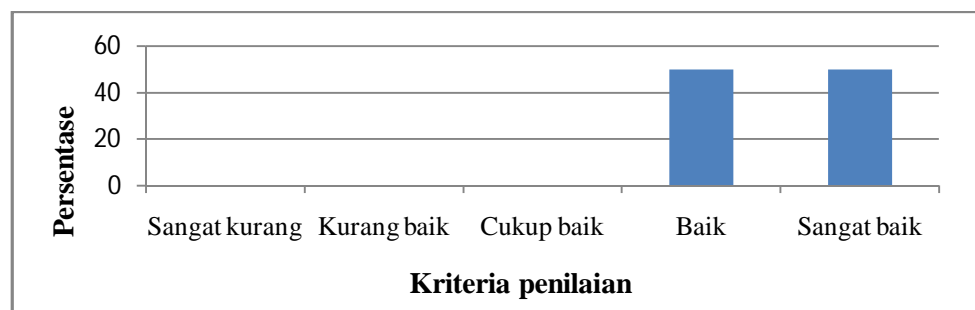 Persentase
60
40
20
0
Sangat kurang Kurang baik Cukup baik Baik Sangat baik
Kriteria penilaian